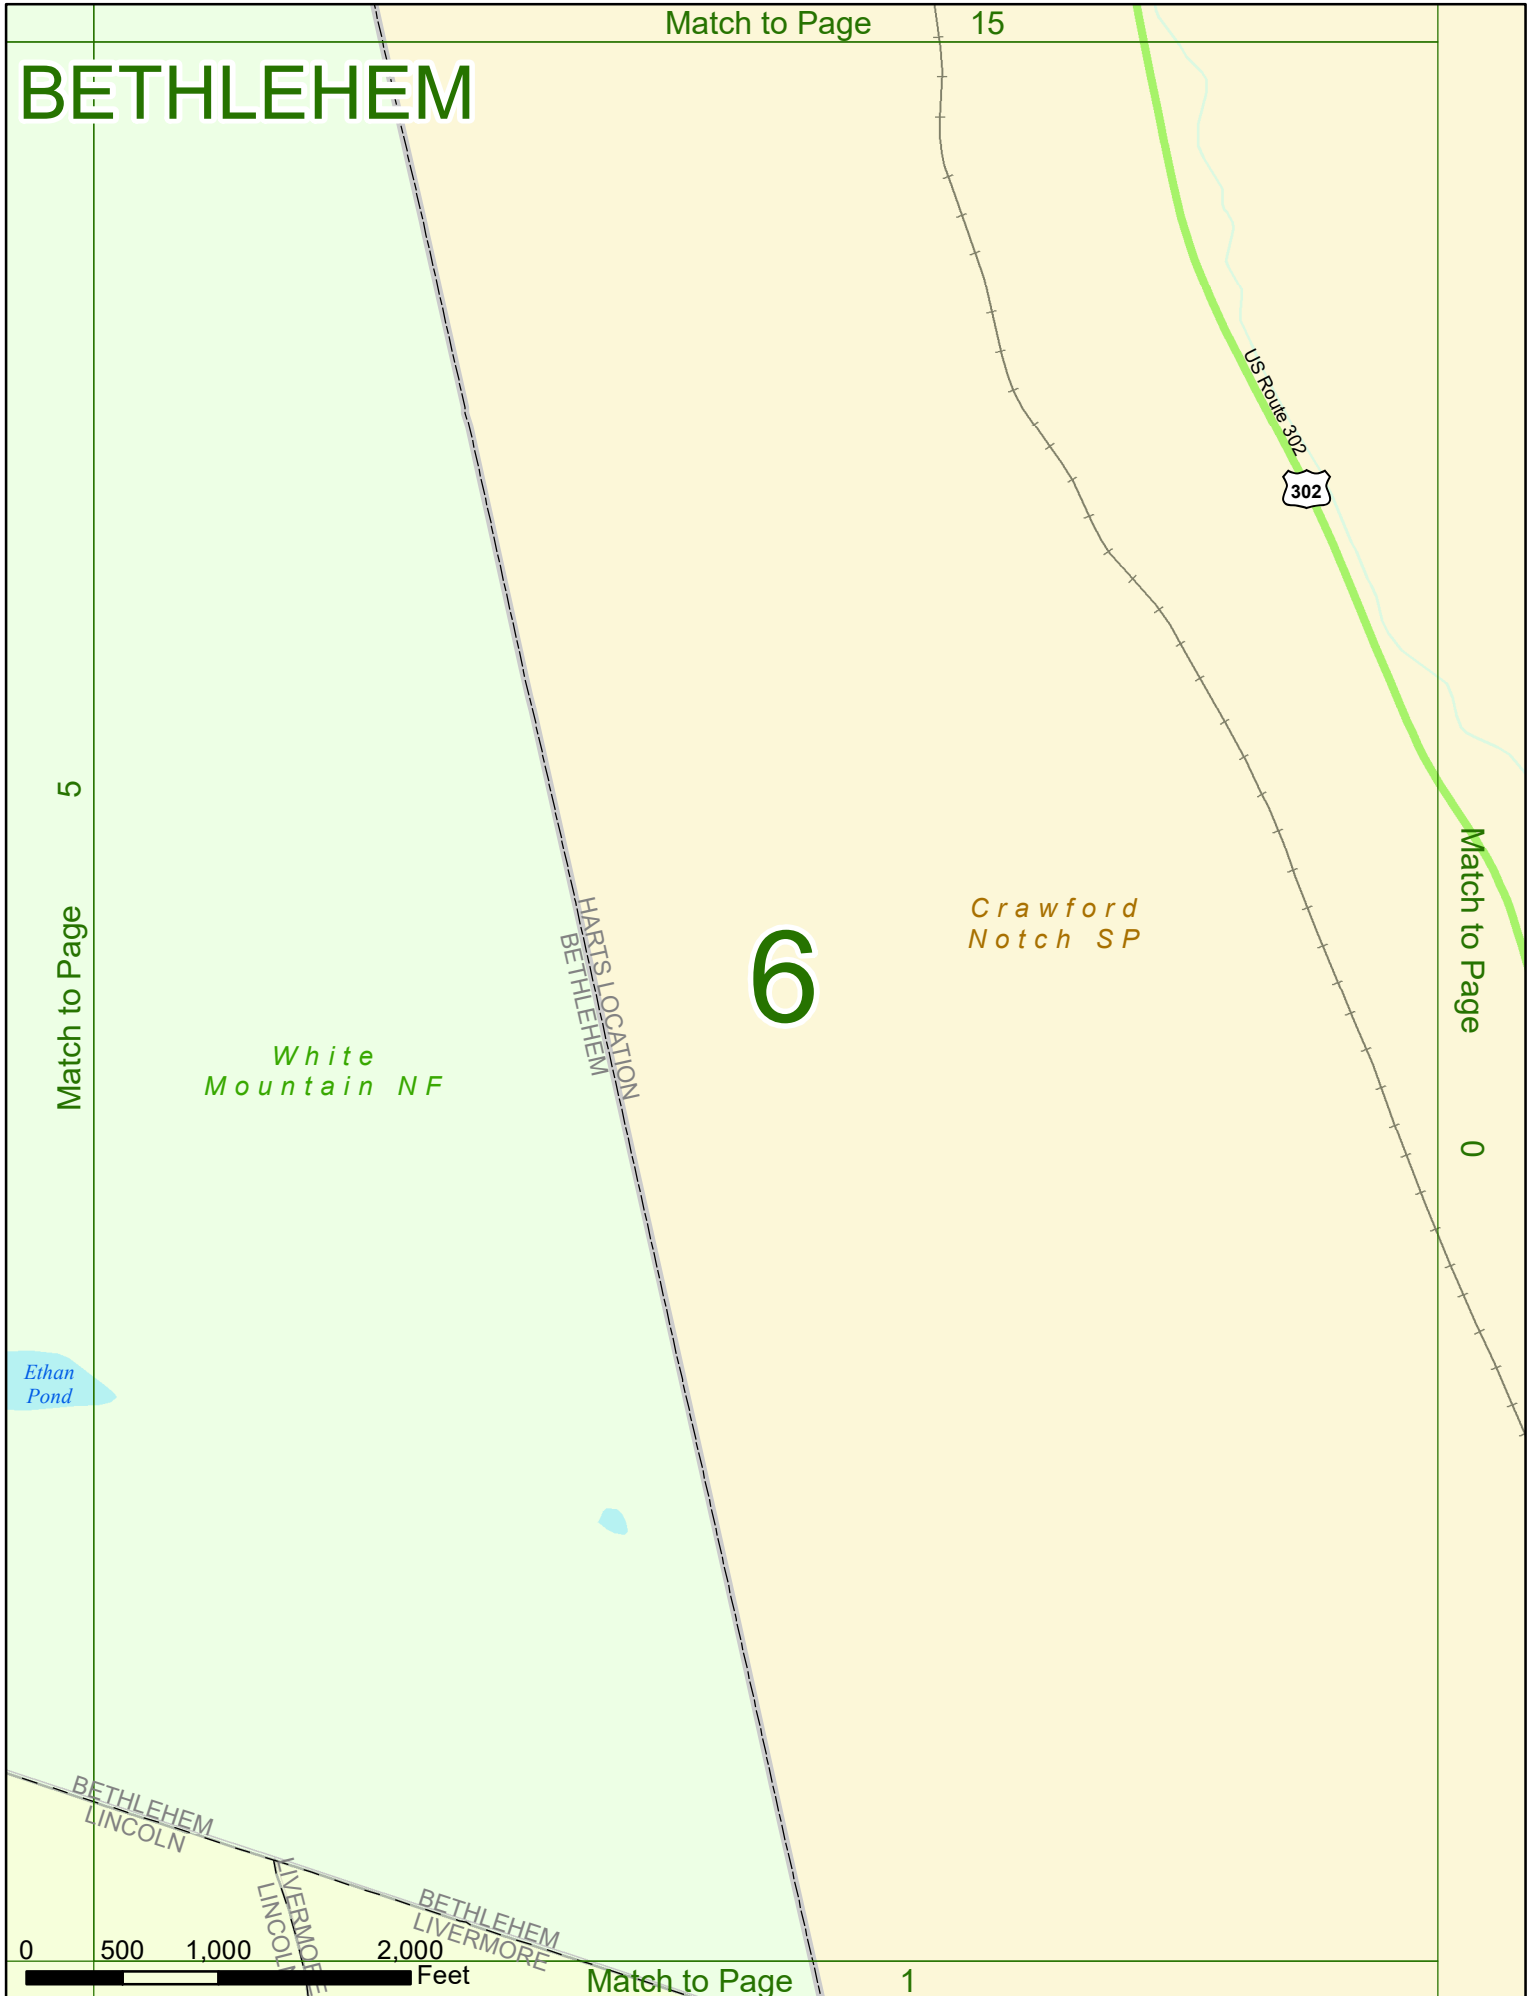 Match to Page 15
BETHLEHEM
US Route 302
302
Match to Page 5
HARTS LOCATION
BETHLEHEM
Crawford
Notch SP
6
Match to Page 0
White
Mountain NF
Ethan
Pond
BETHLEHEM
LINCOLN
LIVERMORE
LINCOLN
BETHLEHEM
LIVERMORE
0 500 1,000 2,000
Feet
Match to Page 1